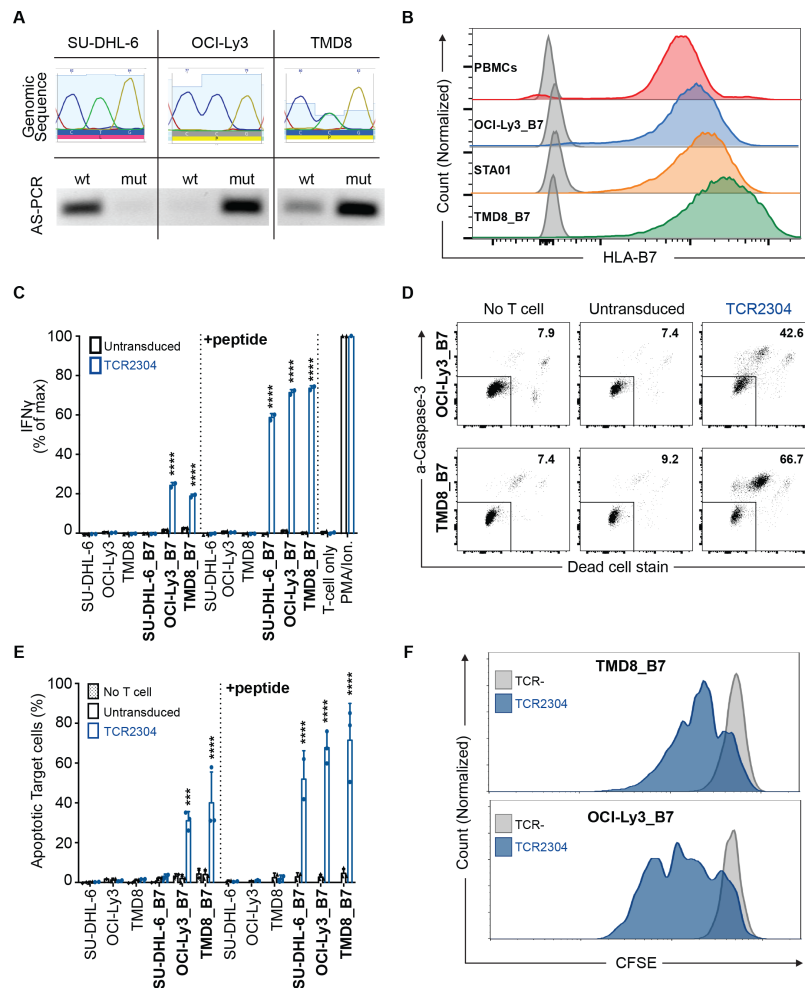 A
SU-DHL-6
OCI-Ly3
TMD8
Genomic
Sequence
AS-PCR
wt
mut
wt
mut
wt
mut
B
Count (Normalized)
PBMCs
OCI-Ly3_B7
STA01
TMD8_B7
HLA-B7
C
IFNγ
(% of max)
100
80
60
40
20
0
Untransduced
TCR2304
+peptide
****
****
****
****
****
SU-DHL-6
OCI-Ly3
TMD8
SU-DHL-6_B7
OCI-Ly3_B7
TMD8_B7
SU-DHL-6
OCI-Ly3
TMD8
SU-DHL-6_B7
OCI-Ly3_B7
TMD8_B7
T-cell only
PMA/Ion.
D
No T cell
Untransduced
TCR2304
a-Caspase-3
OCI-Ly3_B7
7.9
7.4
42.6
TMD8_B7
7.4
9.2
66.7
Dead cell stain
E
Apoptotic Target cells (%)
100
80
60
40
20
0
No T cell
Untransduced
TCR2304
+peptide
***
****
****
****
****
SU-DHL-6
OCI-Ly3
TMD8
SU-DHL-6_B7
OCI-Ly3_B7
TMD8_B7
SU-DHL-6
OCI-Ly3
TMD8
SU-DHL-6_B7
OCI-Ly3_B7
TMD8_B7
F
Count (Normalized)
TMD8_B7
TCR-
TCR2304
OCI-Ly3_B7
TCR-
TCR2304
CFSE